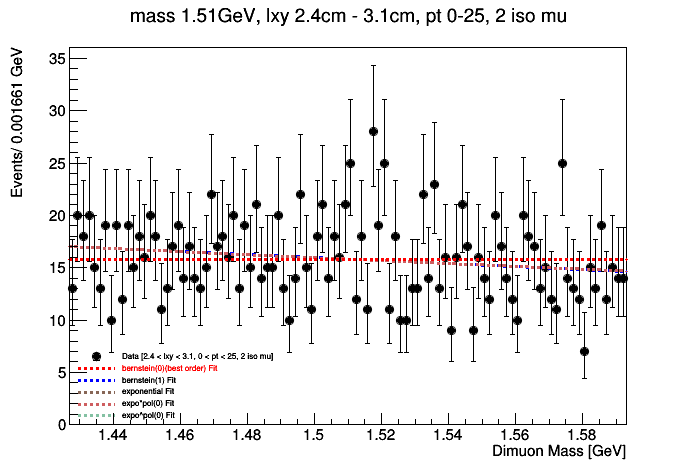 mass 1.51GeV, lxy 2.4cm - 3.1cm, pt 0-25, 2 iso mu
Events/ 0.001661 GeV
35
30
25
20
15
10
5
0
Data [2.4 < lxy < 3.1, 0 < pt < 25, 2 iso mu]
bernstein(0)(best order) Fit
bernstein(1) Fit
exponential Fit
expo*pol(0) Fit
expo*pol(0) Fit
1.44 1.46 1.48 1.5 1.52 1.54 1.56 1.58
Dimuon Mass [GeV]